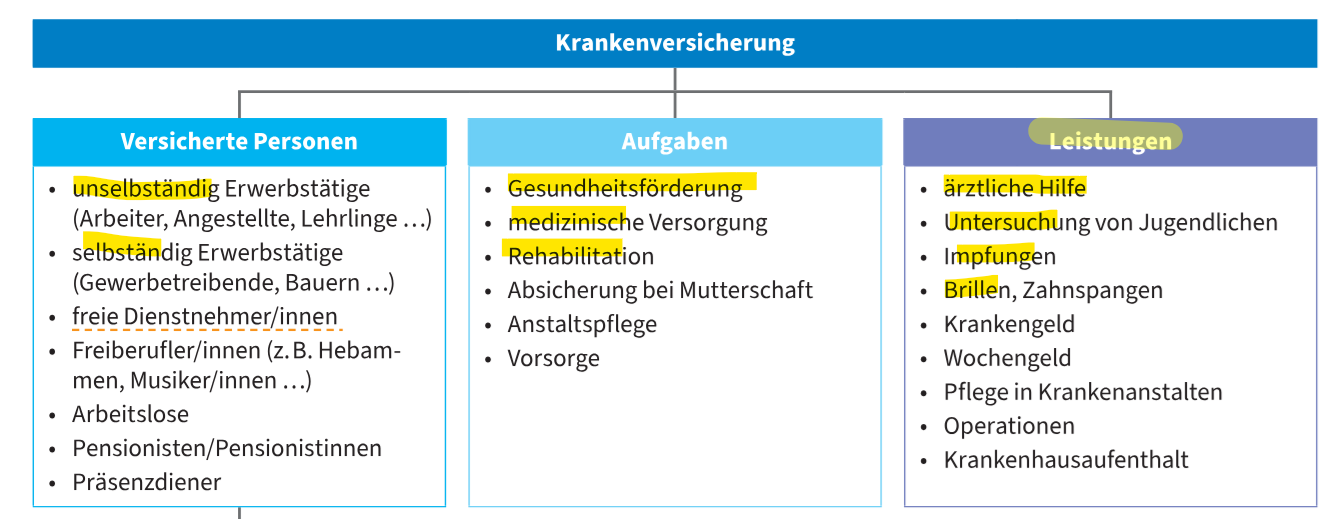 Krankenversicherung
Versicherte Personen
• unselbständig Erwerbstätige
(Arbeiter, Angestellte, Lehrlinge …)
• selbständig Erwerbstätige
(Gewerbetreibende, Bauern …)
• freie Dienstnehmer/innen
• Freiberufler/innen (z. B. Hebam-
men, Musiker/innen …)
• Arbeitslose
• Pensionisten/Pensionistinnen
• Präsenzdiener
Aufgaben
• Gesundheitsförderung
• medizinische Versorgung
• Rehabilitation
• Absicherung bei Mutterschaft
• Anstaltspflege
• Vorsorge
Leistungen
• ärztliche Hilfe
• Untersuchung von Jugendlichen
• Impfungen
• Brillen, Zahnspangen
• Krankengeld
• Wochengeld
• Pflege in Krankenanstalten
• Operationen
• Krankenhausaufenthalt